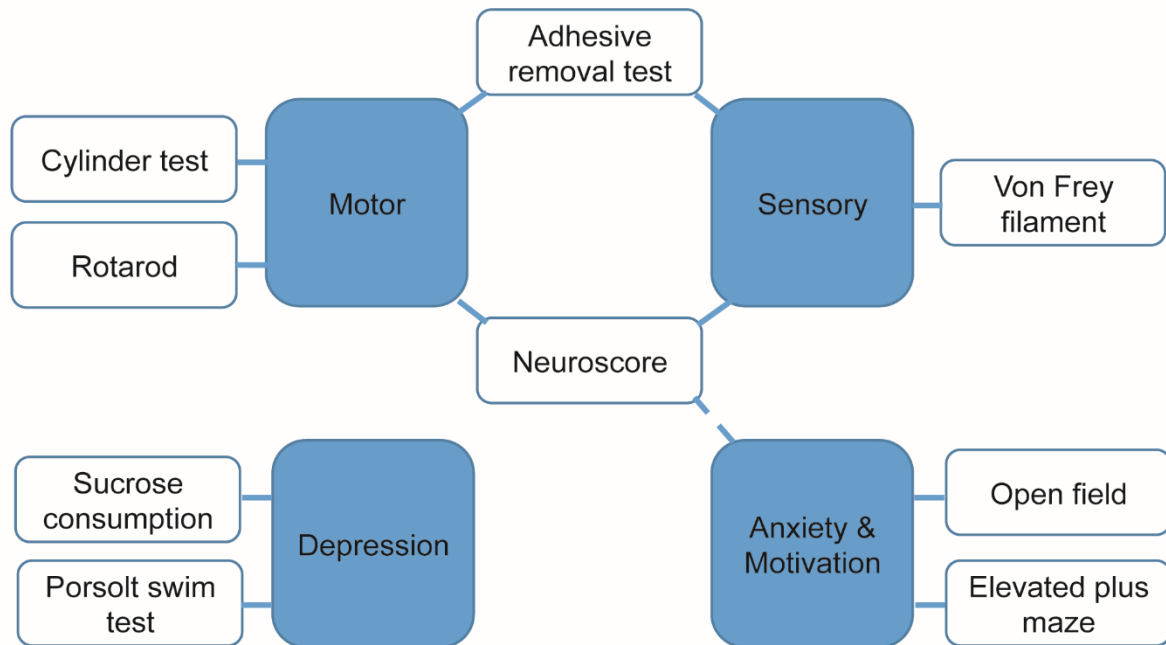 Adhesive
removal test
Cylinder test
Motor
Sensory
Von Frey
filament
Rotarod
Neuroscore
Sucrose
consumption
Depression
Porsolt swim
test
Anxiety &
Motivation
Open field
Elevated plus
maze